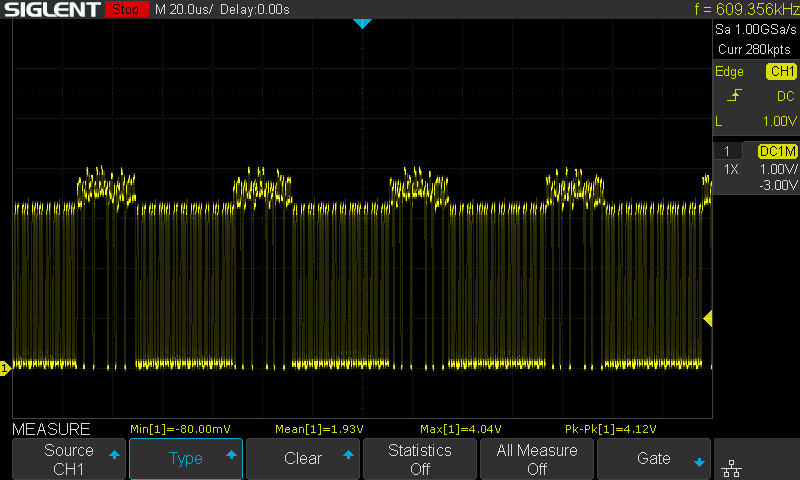 SIGLENT Stop M 20.0us/ Delay:0.00s f = 609.356kHz
Sa 1.00GSa/s
Curr 280kpts
Edge CH1
DC
L 1.00V
1 DC1M
1X 1.00V/
-3.00V
1
MEASURE Min[1]=-80.00mV Mean[1]=1.93V Max[1]=4.04V Pk-Pk[1]=4.12V
Source CH1
Type
Clear
Statistics Off
All Measure Off
Gate